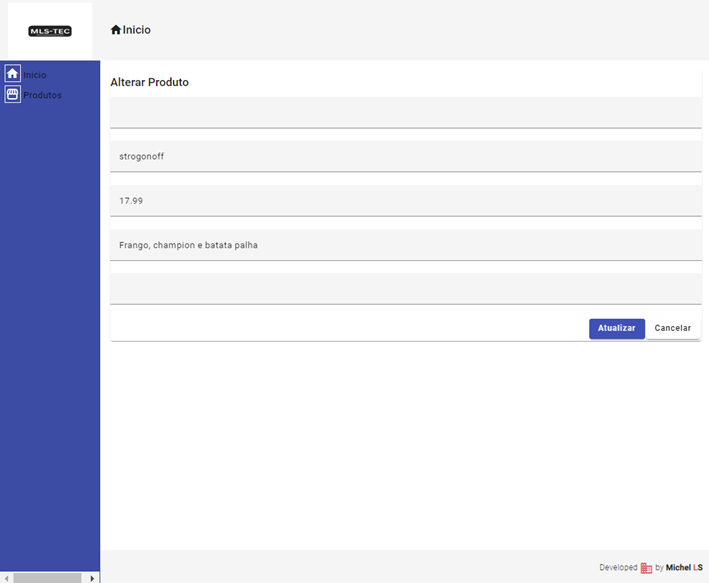 MLS-TEC
Inicio
Inicio
Produtos
Alterar Produto
strogonoff
17.99
Frango, champion e batata palha
Atualizar Cancelar
Developed by Michel LS